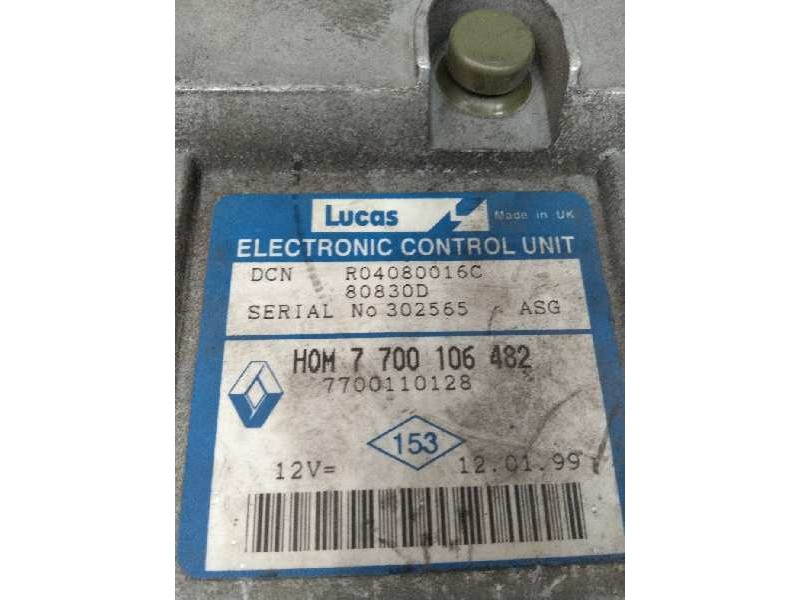 Lucas Made in UK
ELECTRONIC CONTROL UNIT
DCN R04080016C
80830D
SERIAL No 302565 ASG
HOM 7 700 106 482
7700110128
153
12V= 12.01.99